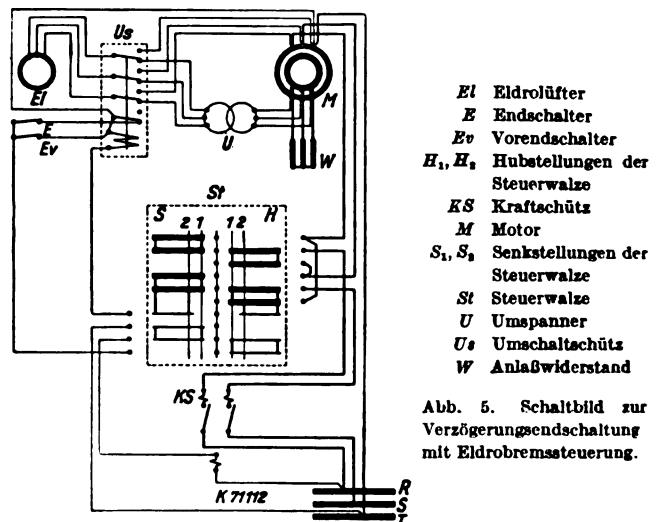 Us
El
M
E
Ev
U
W
St
S 2 1 1 2 H
KS
K 71112
R
S
T
El Eldrolüfter
E Endschalter
Ev Vorendschalter
H₁, H₂ Hubstellungen der
Steuerwalze
KS Kraftschütz
M Motor
S₁, S₂ Senkstellungen der
Steuerwalze
St Steuerwalze
U Umspanner
Us Umschaltschütz
W Anlaßwiderstand
Abb. 5. Schaltbild zur
Verzögerungsendschaltung
mit Eldrobremssteuerung.